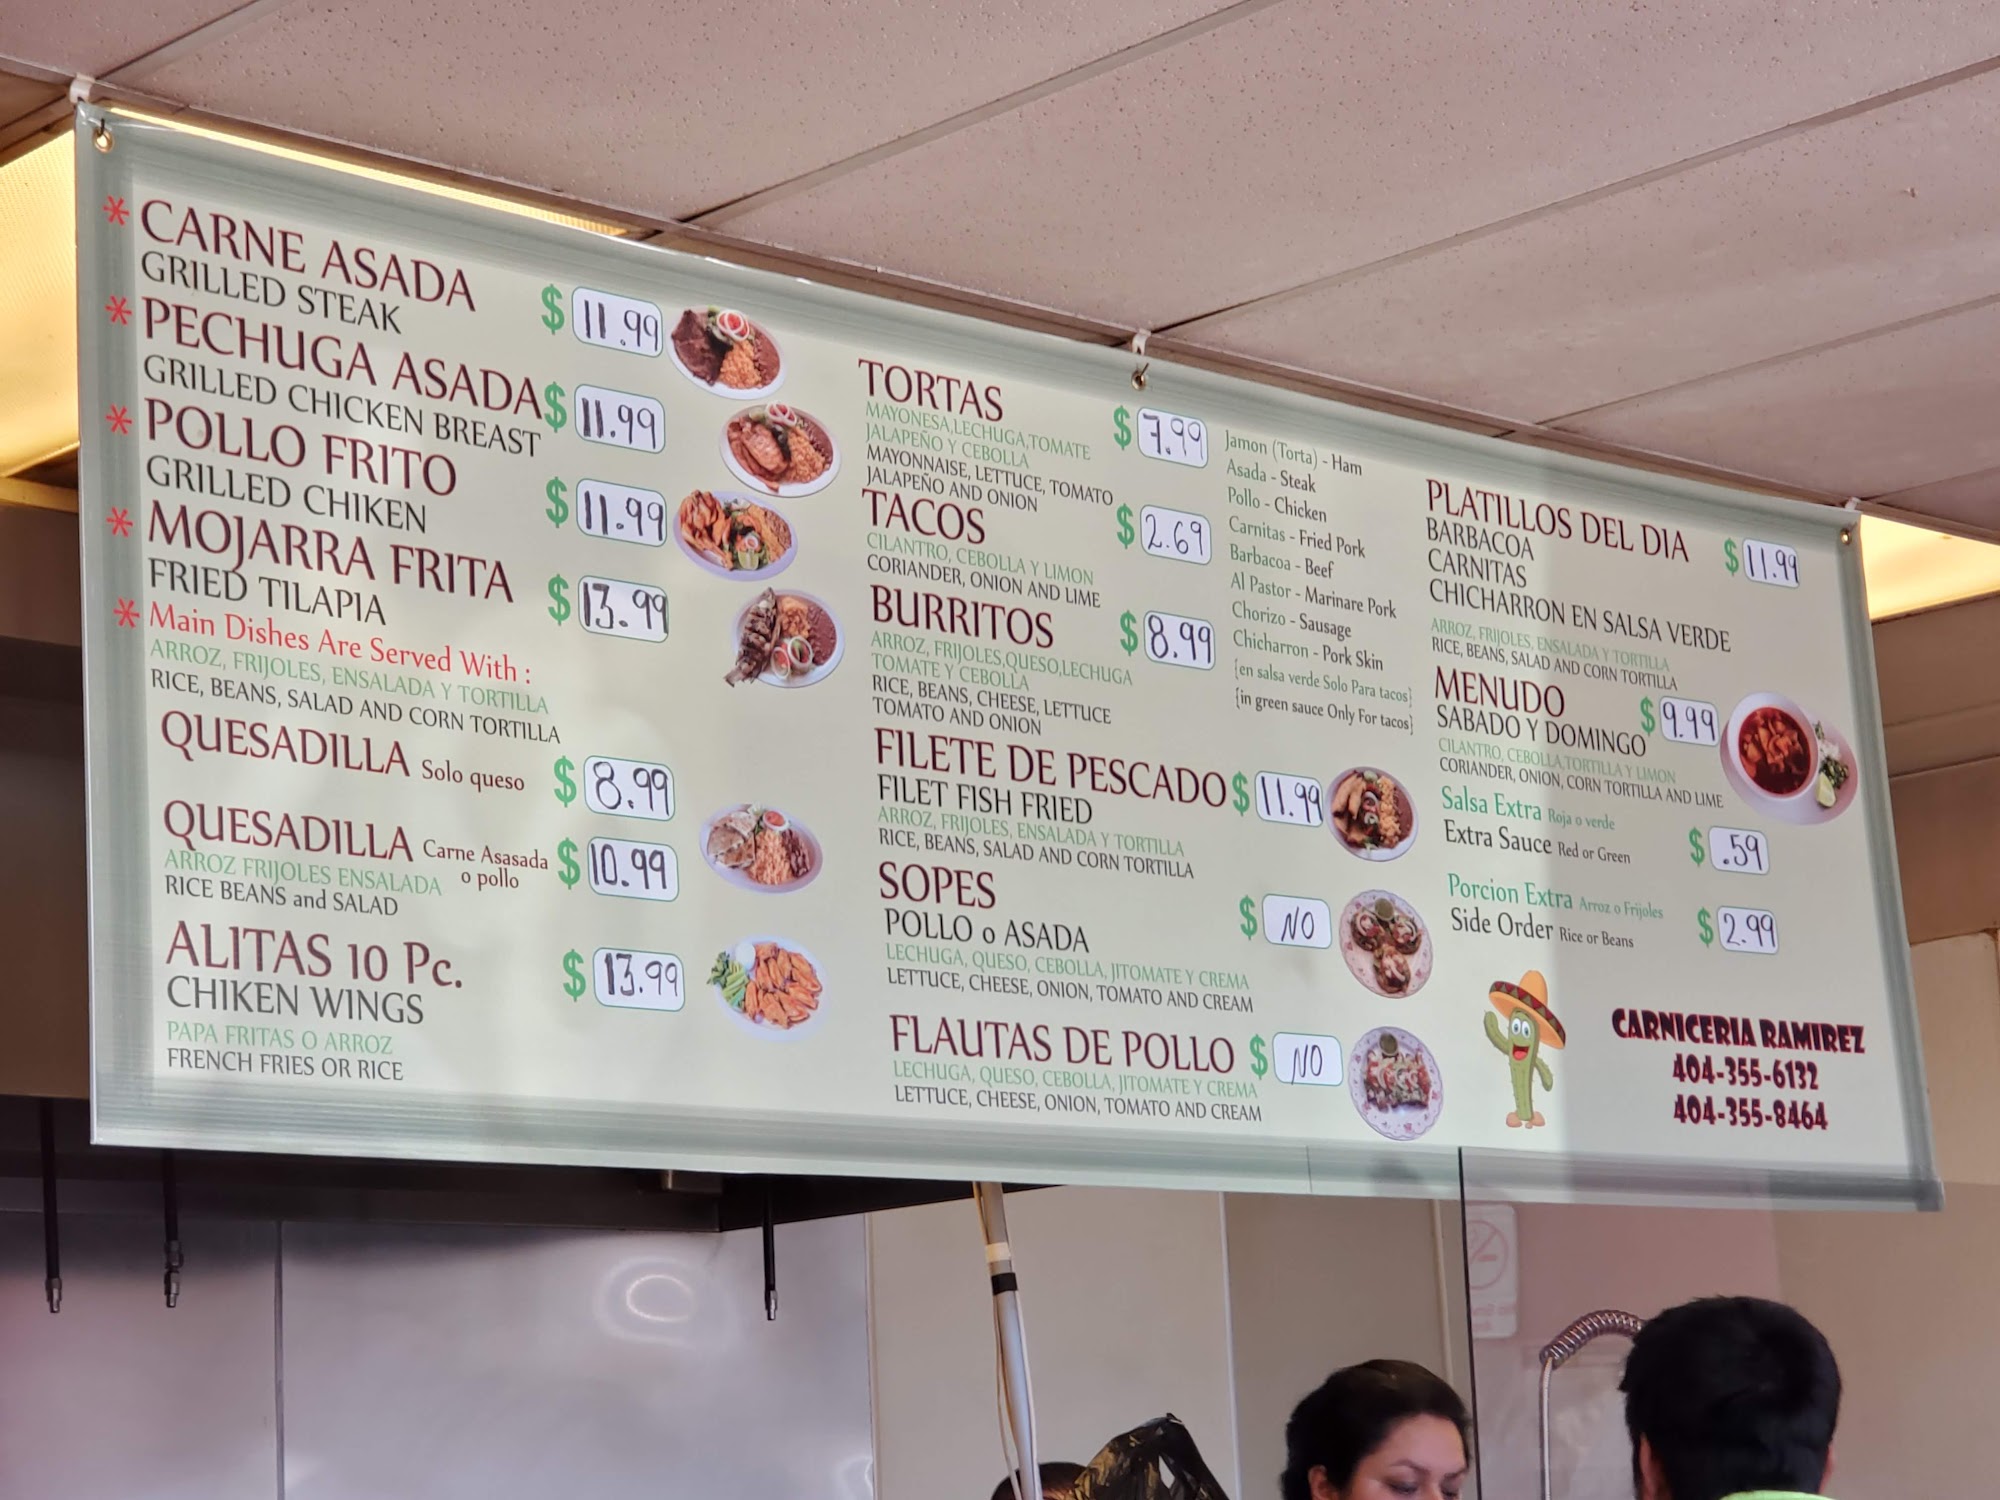 * CARNE ASADA
GRILLED STEAK
$ 11.99
* PECHUGA ASADA
GRILLED CHICKEN BREAST
$ 11.99
* POLLO FRITO
GRILLED CHIKEN
$ 11.99
* MOJARRA FRITA
FRIED TILAPIA
$ 13.99
* Main Dishes Are Served With :
ARROZ, FRIJOLES, ENSALADA Y TORTILLA
RICE, BEANS, SALAD AND CORN TORTILLA
QUESADILLA Solo queso $ 8.99
QUESADILLA Carne Asasada
o pollo
$ 10.99
ARROZ FRIJOLES ENSALADA
RICE BEANS and SALAD
ALITAS 10 Pc.
CHIKEN WINGS
$ 13.99
PAPA FRITAS O ARROZ
FRENCH FRIES OR RICE
TORTAS
$ 7.99
MAYONESA,LECHUGA,TOMATE
JALAPEÑO Y CEBOLLA
MAYONNAISE, LETTUCE, TOMATO
JALAPEÑO AND ONION
TACOS
$ 2.69
CILANTRO, CEBOLLA Y LIMON
CORIANDER, ONION AND LIME
BURRITOS
$ 8.99
ARROZ, FRIJOLES,QUESO,LECHUGA
TOMATE Y CEBOLLA
RICE, BEANS, CHEESE, LETTUCE
TOMATO AND ONION
Jamon (Torta) - Ham
Asada - Steak
Pollo - Chicken
Carnitas - Fried Pork
Barbacoa - Beef
Al Pastor - Marinare Pork
Chorizo - Sausage
Chicharron - Pork Skin
{en salsa verde Solo Para tacos}
{in green sauce Only For tacos}
FILETE DE PESCADO $ 11.99
FILET FISH FRIED
ARROZ, FRIJOLES, ENSALADA Y TORTILLA
RICE, BEANS, SALAD AND CORN TORTILLA
SOPES
POLLO o ASADA
$ NO
LECHUGA, QUESO, CEBOLLA, JITOMATE Y CREMA
LETTUCE, CHEESE, ONION, TOMATO AND CREAM
FLAUTAS DE POLLO $ NO
LECHUGA, QUESO, CEBOLLA, JITOMATE Y CREMA
LETTUCE, CHEESE, ONION, TOMATO AND CREAM
PLATILLOS DEL DIA $ 11.99
BARBACOA
CARNITAS
CHICHARRON EN SALSA VERDE
ARROZ, FRIJOLES, ENSALADA Y TORTILLA
RICE, BEANS, SALAD AND CORN TORTILLA
MENUDO
SABADO Y DOMINGO
$ 9.99
CILANTRO, CEBOLLA,TORTILLA Y LIMON
CORIANDER, ONION, CORN TORTILLA AND LIME
Salsa Extra Roja o verde
Extra Sauce Red or Green
$ .59
Porcion Extra Arroz o Frijoles
Side Order Rice or Beans
$ 2.99
CARNICERIA RAMIREZ
404-355-6132
404-355-8464